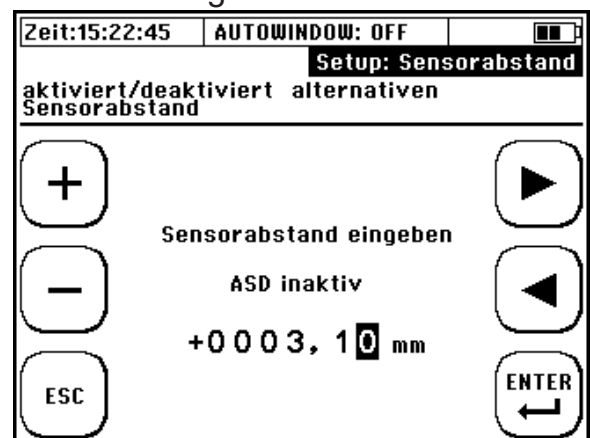 Zeit:15:22:45 AUTOWINDOW: OFF
Setup: Sensorabstand
aktiviert/deaktiviert alternativen
Sensorabstand
+
Sensorabstand eingeben
−
ASD inaktiv
+0003,10 mm
ESC
ENTER